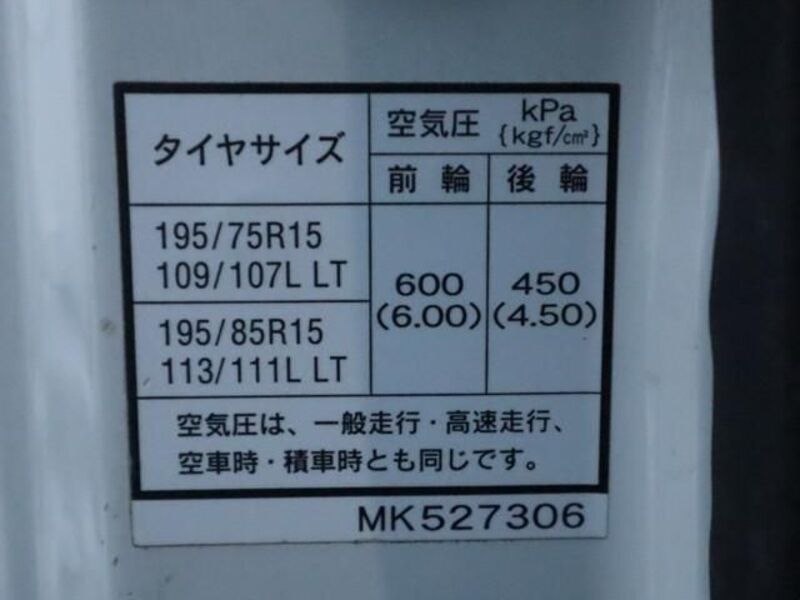 タイヤサイズ
空気圧 kPa
{kgf/cm²}
前輪 後輪
195/75R15
109/107L LT
600
(6.00)
450
(4.50)
195/85R15
113/111L LT
空気圧は、一般走行・高速走行、
空車時・積車時とも同じです。
MK527306